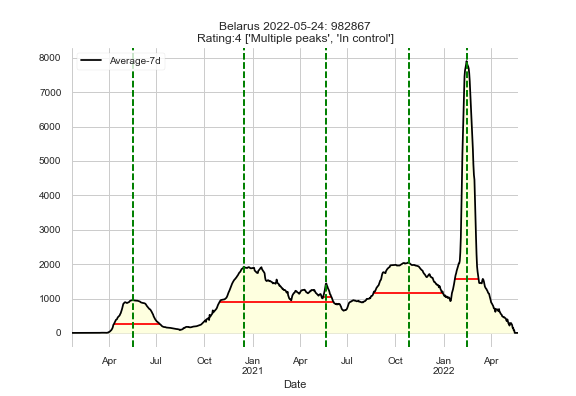 Belarus 2022-05-24: 982867
Rating:4 ['Multiple peaks', 'In control']
Average-7d
8000
7000
6000
5000
4000
3000
2000
1000
0
Apr Jul Oct Jan Apr Jul Oct Jan Apr
2021 2022
Date